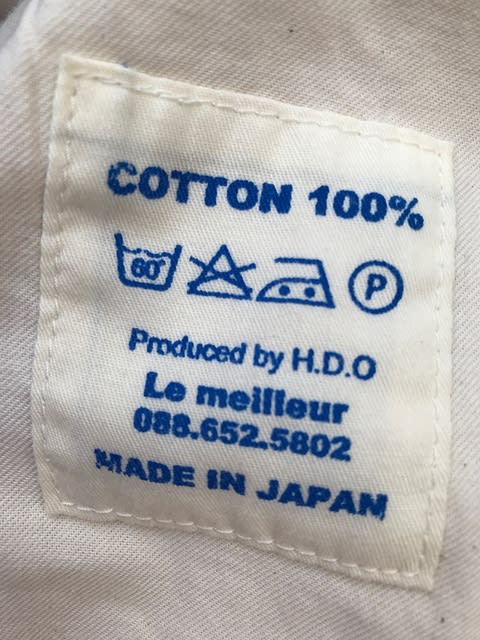 COTTON 100%
60° P
Produced by H.D.O
Le meilleur
088.652.5802
MADE IN JAPAN